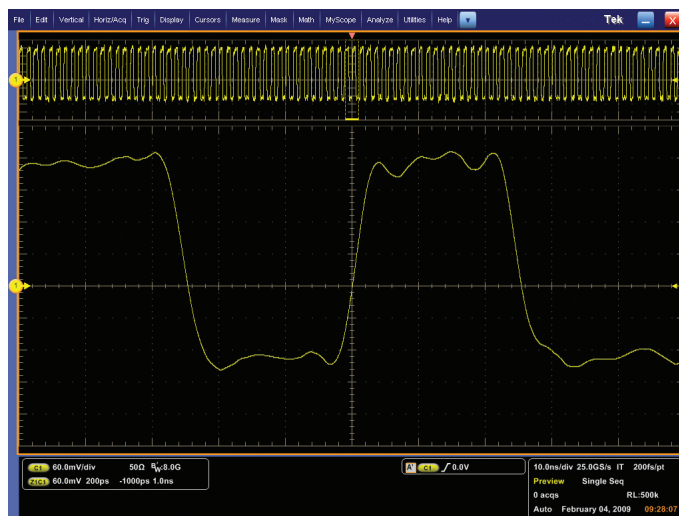 File Edit Vertical Horiz/Acq Trig Display Cursors Measure Mask Math MyScope Analyze Utilities Help Tek X
1
1
C1 60.0mV/div 50Ω BW:8.0G
Z1C1 60.0mV 200ps -1000ps 1.0ns
A' C1 0.0V
10.0ns/div 25.0GS/s IT 200fs/pt
Preview Single Seq
0 acqs RL:500k
Auto February 04, 2009 09:28:07